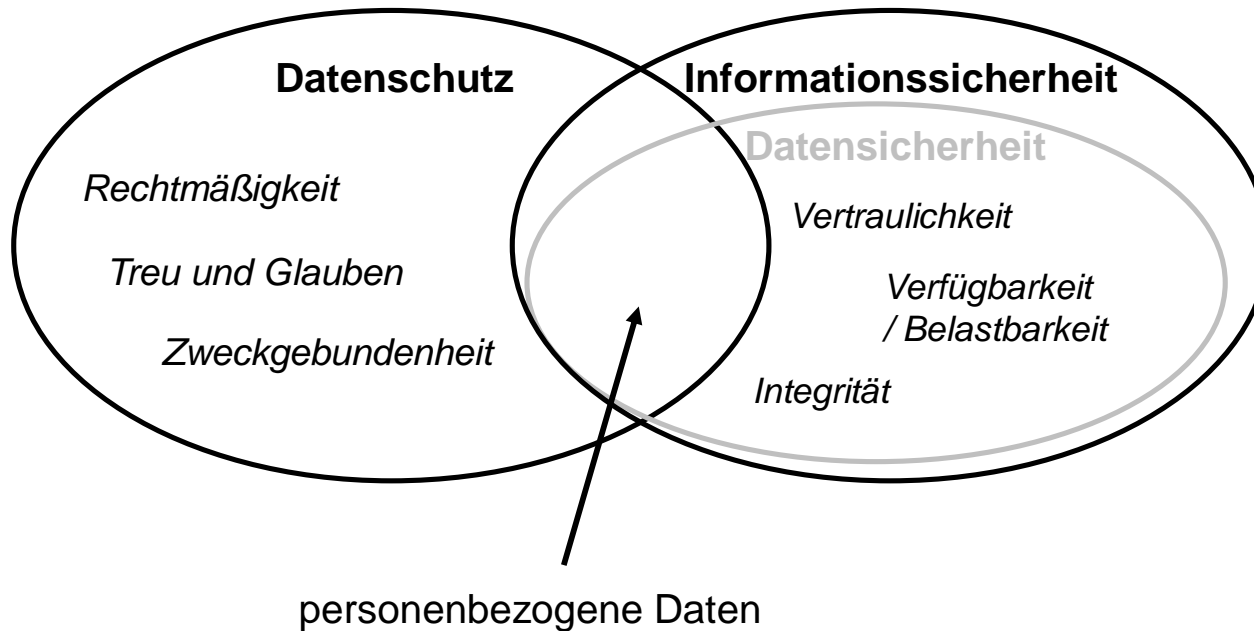 Datenschutz
Informationssicherheit
Datensicherheit
Rechtmäßigkeit
Treu und Glauben
Zweckgebundenheit
Vertraulichkeit
Verfügbarkeit
/ Belastbarkeit
Integrität
personenbezogene Daten